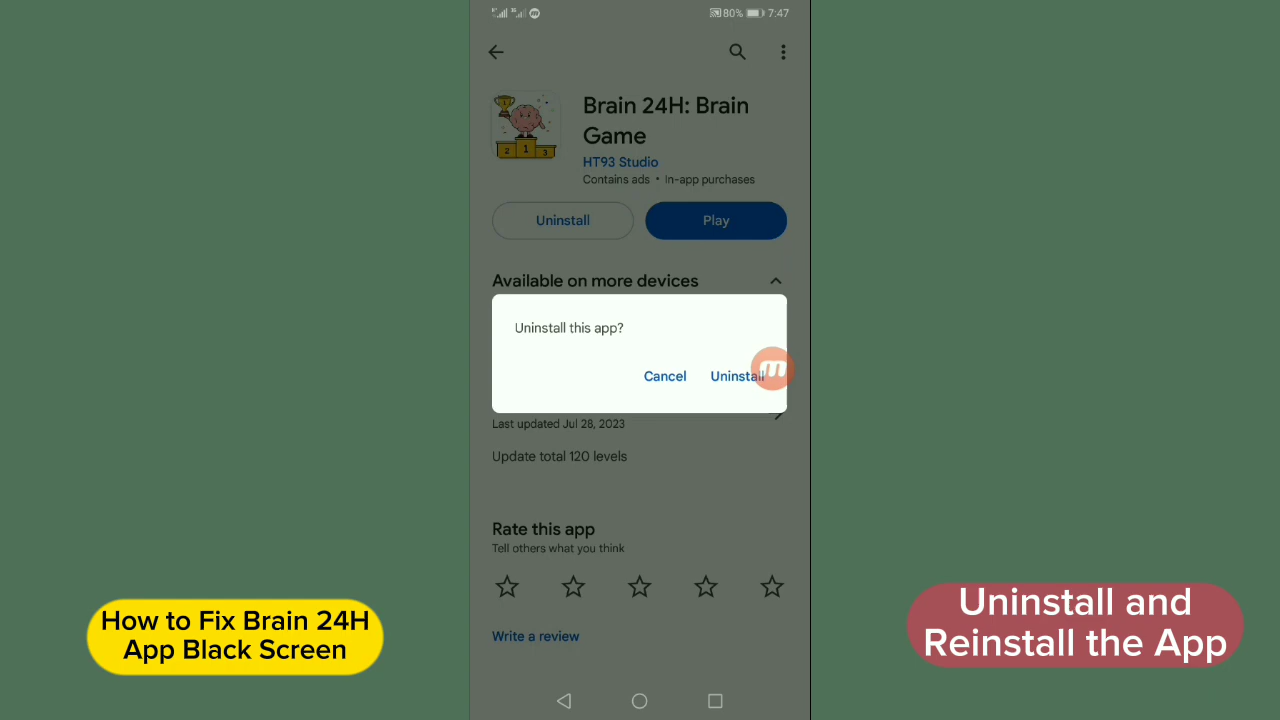 80% 7:47
Brain 24H: Brain
Game
HT93 Studio
Contains ads • In-app purchases
Uninstall
Play
Available on more devices
Uninstall this app?
Cancel
Uninstall
Last updated Jul 28, 2023
Update total 120 levels
Rate this app
Tell others what you think
Write a review
How to Fix Brain 24H
App Black Screen
Uninstall and
Reinstall the App